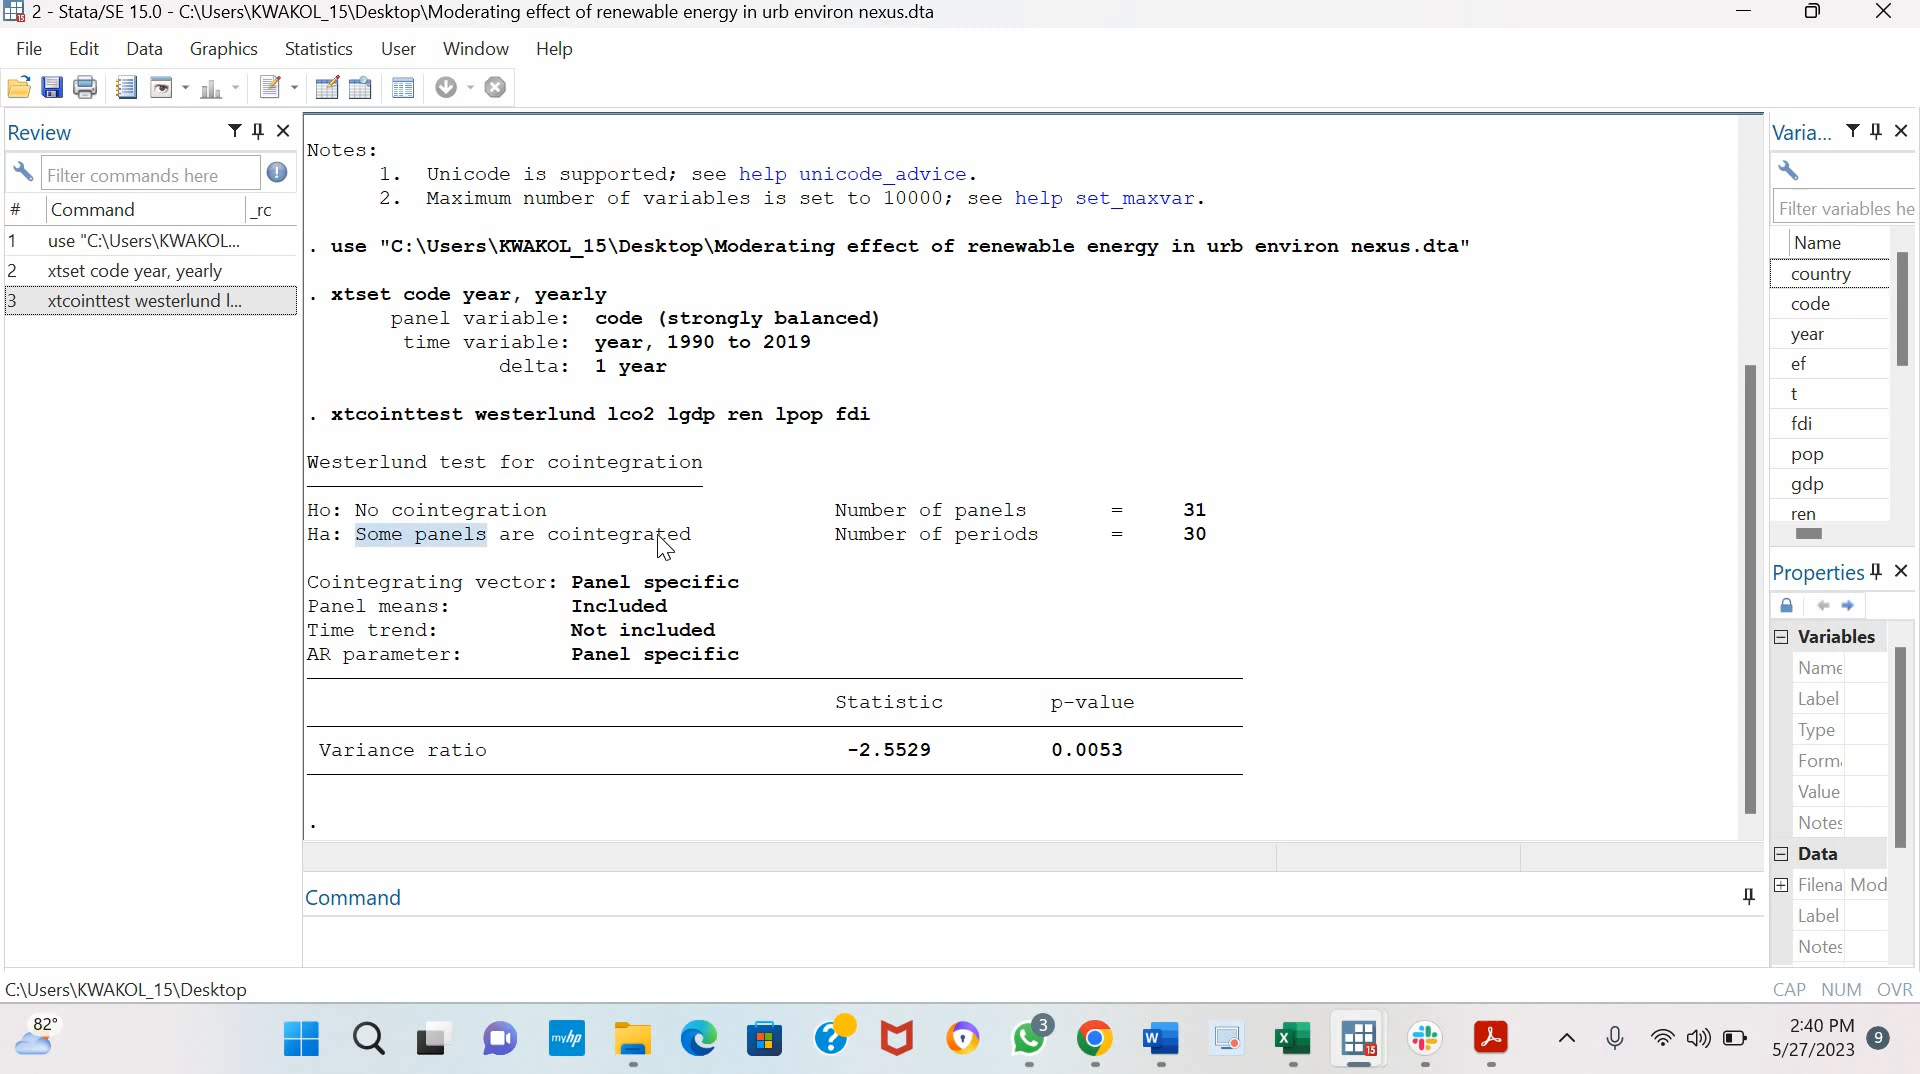 2 - Stata/SE 15.0 - C:\Users\KWAKOL_15\Desktop\Moderating effect of renewable energy in urb environ nexus.dta
File Edit Data Graphics Statistics User Window Help
Review
Filter commands here
# Command _rc
1 use "C:\Users\KWAKOL...
2 xtset code year, yearly
3 xtcointtest westerlund l...
Notes:
1. Unicode is supported; see help unicode_advice.
2. Maximum number of variables is set to 10000; see help set_maxvar.
. use "C:\Users\KWAKOL_15\Desktop\Moderating effect of renewable energy in urb environ nexus.dta"
. xtset code year, yearly
panel variable: code (strongly balanced)
time variable: year, 1990 to 2019
delta: 1 year
. xtcointtest westerlund lco2 lgdp ren lpop fdi
Westerlund test for cointegration
Ho: No cointegration Number of panels = 31
Ha: Some panels are cointegrated Number of periods = 30
Cointegrating vector: Panel specific
Panel means: Included
Time trend: Not included
AR parameter: Panel specific
Statistic p-value
Variance ratio -2.5529 0.0053
.
Command
Varia...
Filter variables he
Name
country
code
year
ef
t
fdi
pop
gdp
ren
Properties
Variables
Name
Label
Type
Form
Value
Notes
Data
Filena Mod
Label
Notes
C:\Users\KWAKOL_15\Desktop
CAP NUM OVR
82°
myhp
3
15
2:40 PM
5/27/2023
9